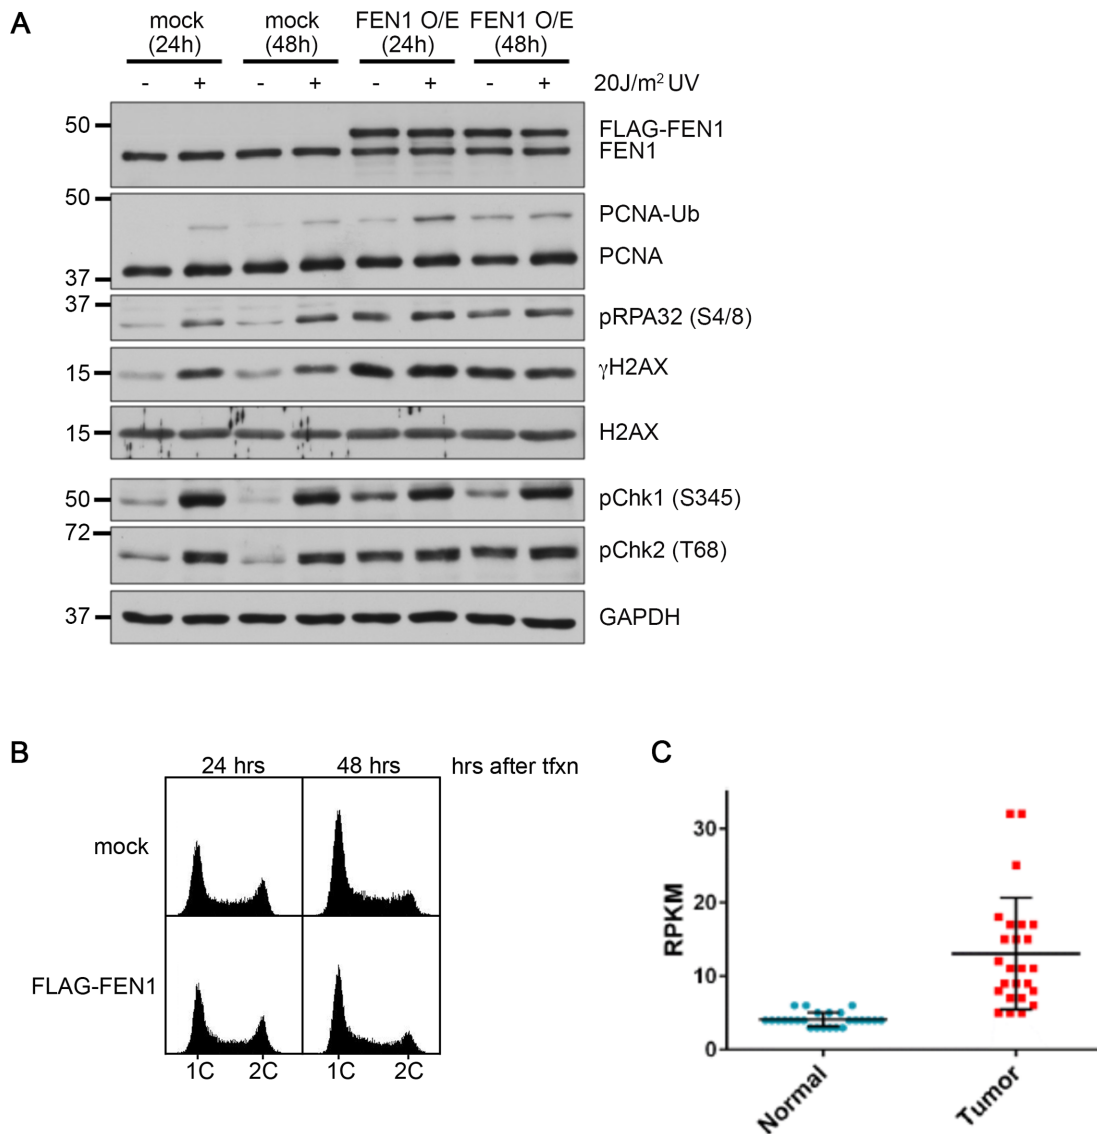 A
mock mock FEN1 O/E FEN1 O/E
(24h) (48h) (24h) (48h)
- + - + - + - + 20J/m² UV
50 FLAG-FEN1
FEN1
50 PCNA-Ub
PCNA
37
37 pRPA32 (S4/8)
15 γH2AX
15 H2AX
50 pChk1 (S345)
72
pChk2 (T68)
37 GAPDH
B
24 hrs 48 hrs hrs after tfxn
mock
FLAG-FEN1
1C 2C 1C 2C
C
RPKM
30
20
10
0
Normal Tumor